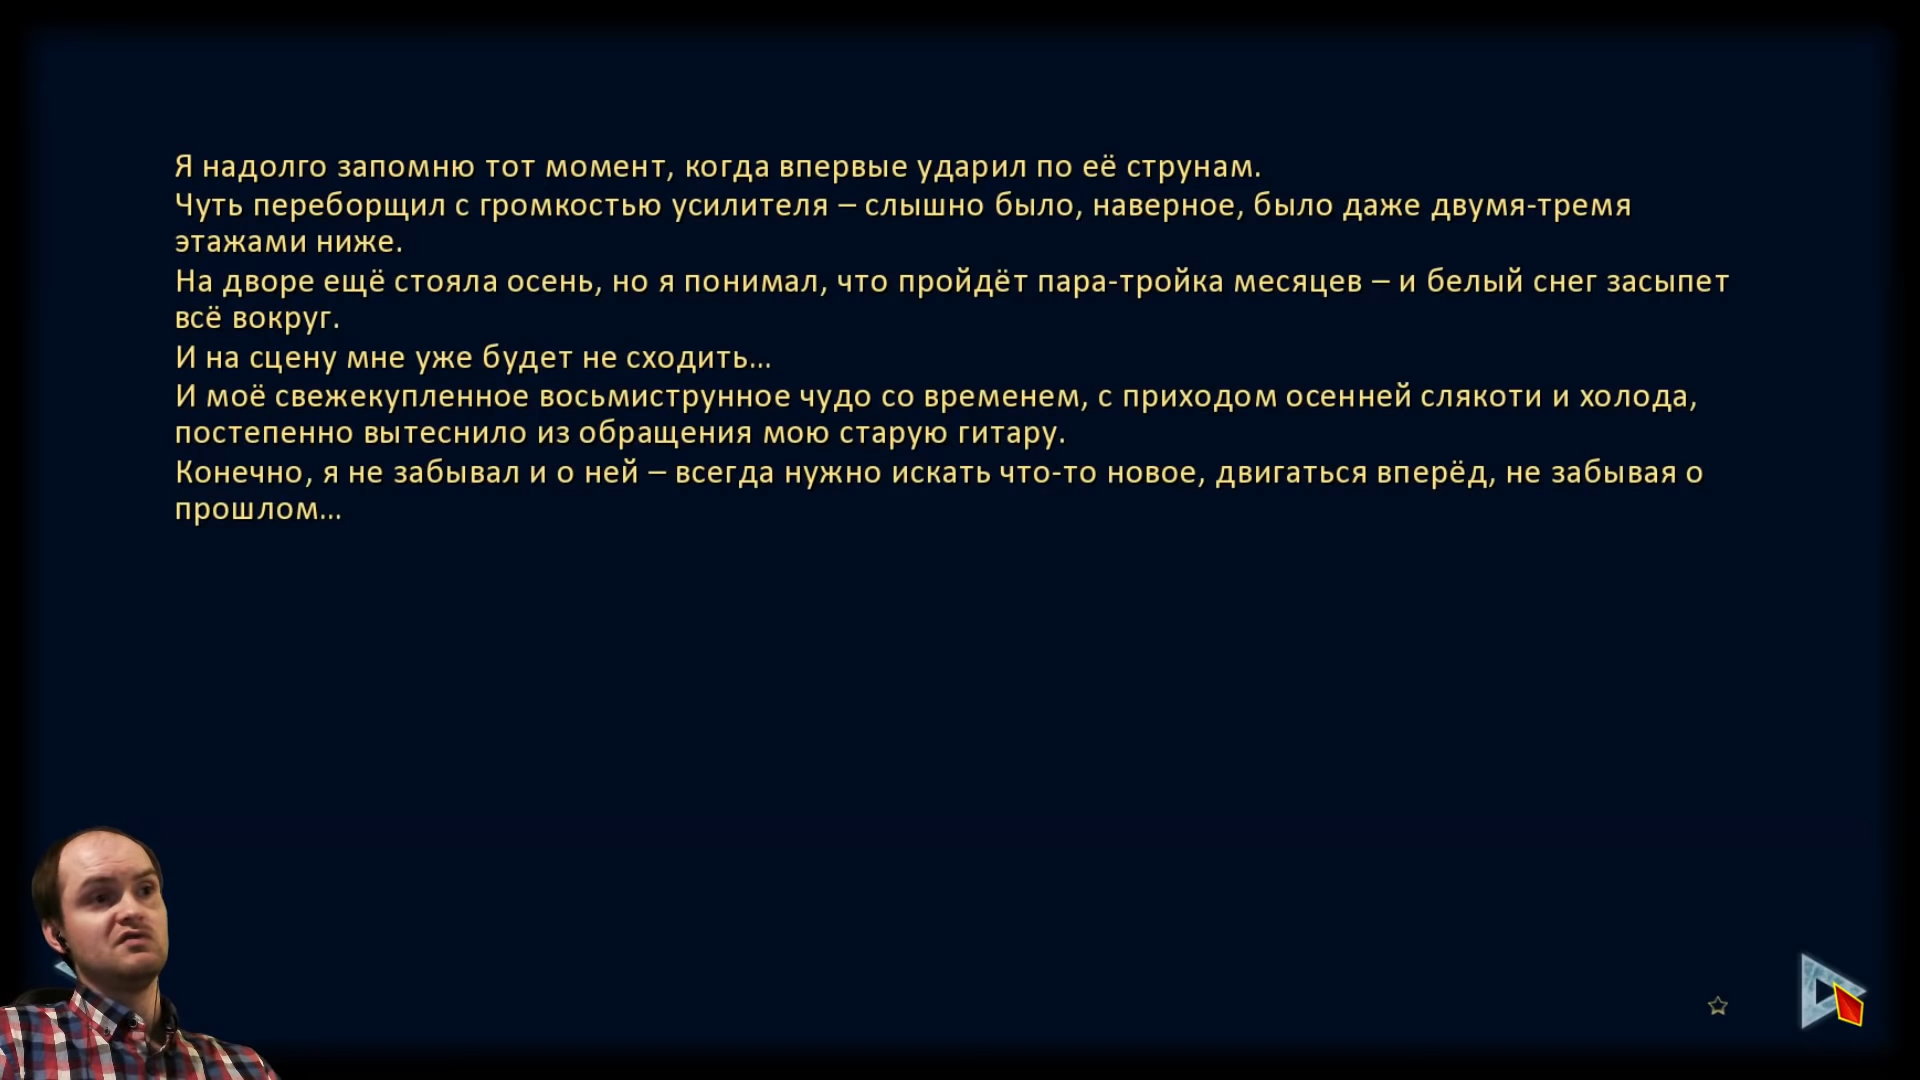 Я надолго запомню тот момент, когда впервые ударил по её струнам.
Чуть переборщил с громкостью усилителя – слышно было, наверное, было даже двумя-тремя
этажами ниже.
На дворе ещё стояла осень, но я понимал, что пройдёт пара-тройка месяцев – и белый снег засыпет
всё вокруг.
И на сцену мне уже будет не сходить...
И моё свежекупленное восьмиструнное чудо со временем, с приходом осенней слякоти и холода,
постепенно вытеснило из обращения мою старую гитару.
Конечно, я не забывал и о ней – всегда нужно искать что-то новое, двигаться вперёд, не забывая о
прошлом...